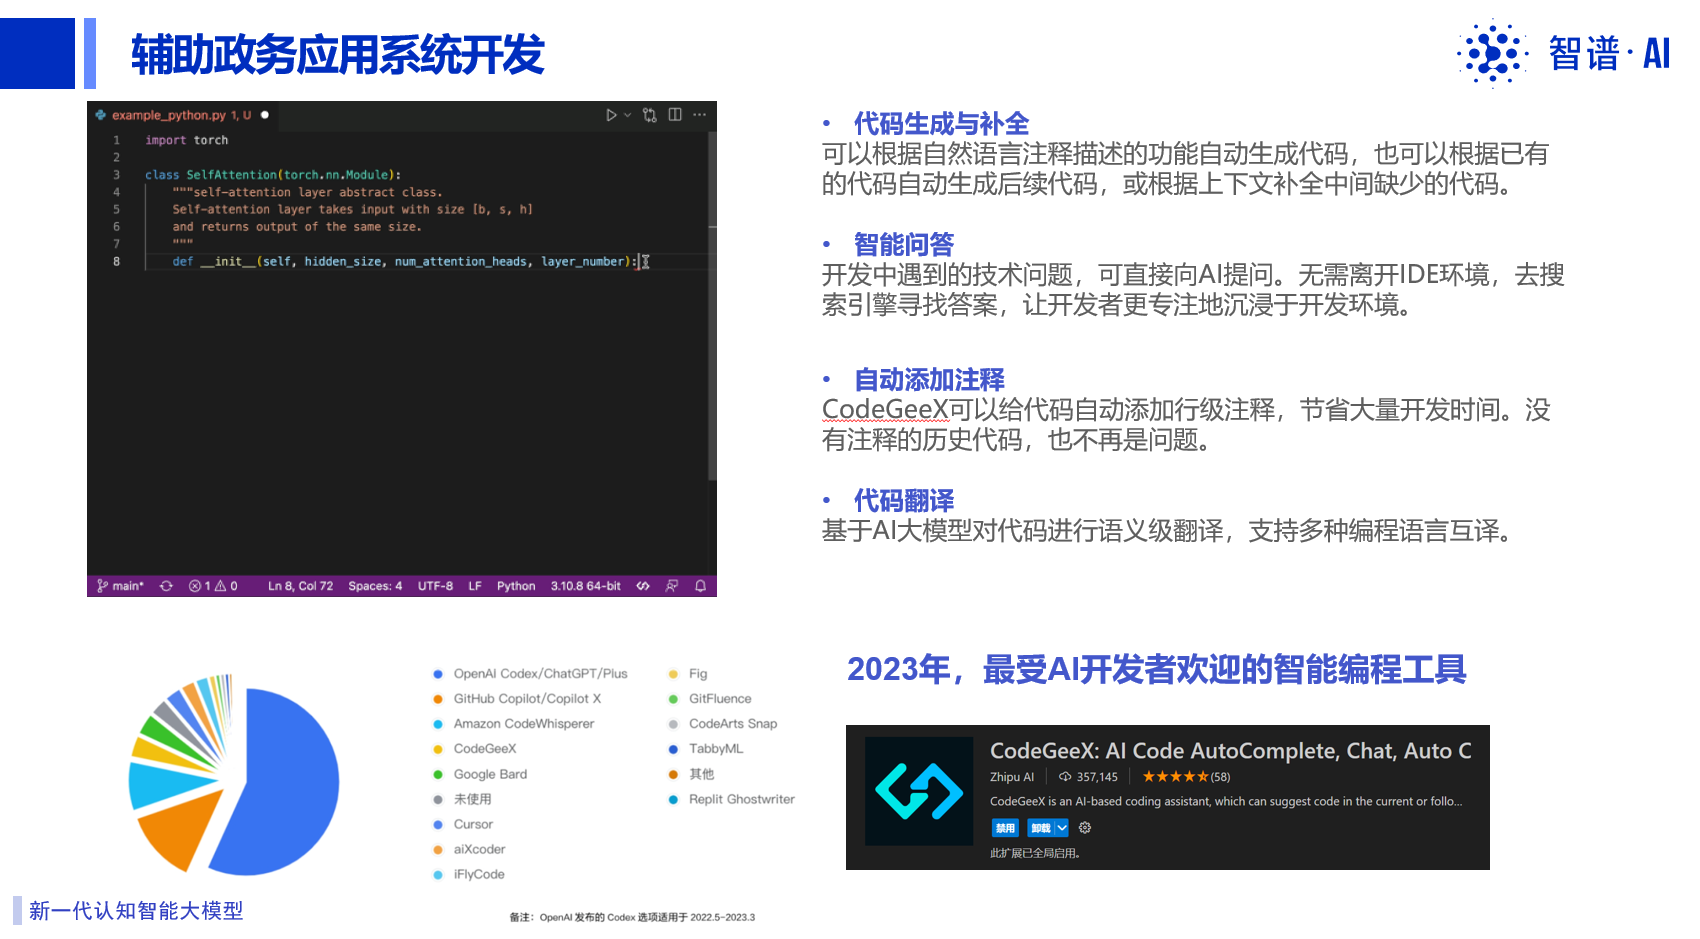 辅助政务应用系统开发
智谱·AI
example_python.py 1, U
1 import torch
2
3 class SelfAttention(torch.nn.Module):
4 """self-attention layer abstract class.
5 Self-attention layer takes input with size [b, s, h]
6 and returns output of the same size.
7 """
8 def __init__(self, hidden_size, num_attention_heads, layer_number):
main* 1 0 Ln 8, Col 72 Spaces: 4 UTF-8 LF Python 3.10.8 64-bit
• 代码生成与补全
可以根据自然语言注释描述的功能自动生成代码，也可以根据已有
的代码自动生成后续代码，或根据上下文补全中间缺少的代码。
• 智能问答
开发中遇到的技术问题，可直接向AI提问。无需离开IDE环境，去搜
索引擎寻找答案，让开发者更专注地沉浸于开发环境。
• 自动添加注释
CodeGeeX可以给代码自动添加行级注释，节省大量开发时间。没
有注释的历史代码，也不再是问题。
• 代码翻译
基于AI大模型对代码进行语义级翻译，支持多种编程语言互译。
OpenAI Codex/ChatGPT/Plus
GitHub Copilot/Copilot X
Amazon CodeWhisperer
CodeGeeX
Google Bard
未使用
Cursor
aiXcoder
iFlyCode
Fig
GitFluence
CodeArts Snap
TabbyML
其他
Replit Ghostwriter
备注：OpenAI 发布的 Codex 选项适用于 2022.5-2023.3
2023年，最受AI开发者欢迎的智能编程工具
CodeGeeX: AI Code AutoComplete, Chat, Auto C
Zhipu AI 357,145 (58)
CodeGeeX is an AI-based coding assistant, which can suggest code in the current or follo...
禁用 卸载
此扩展已全局启用。
新一代认知智能大模型